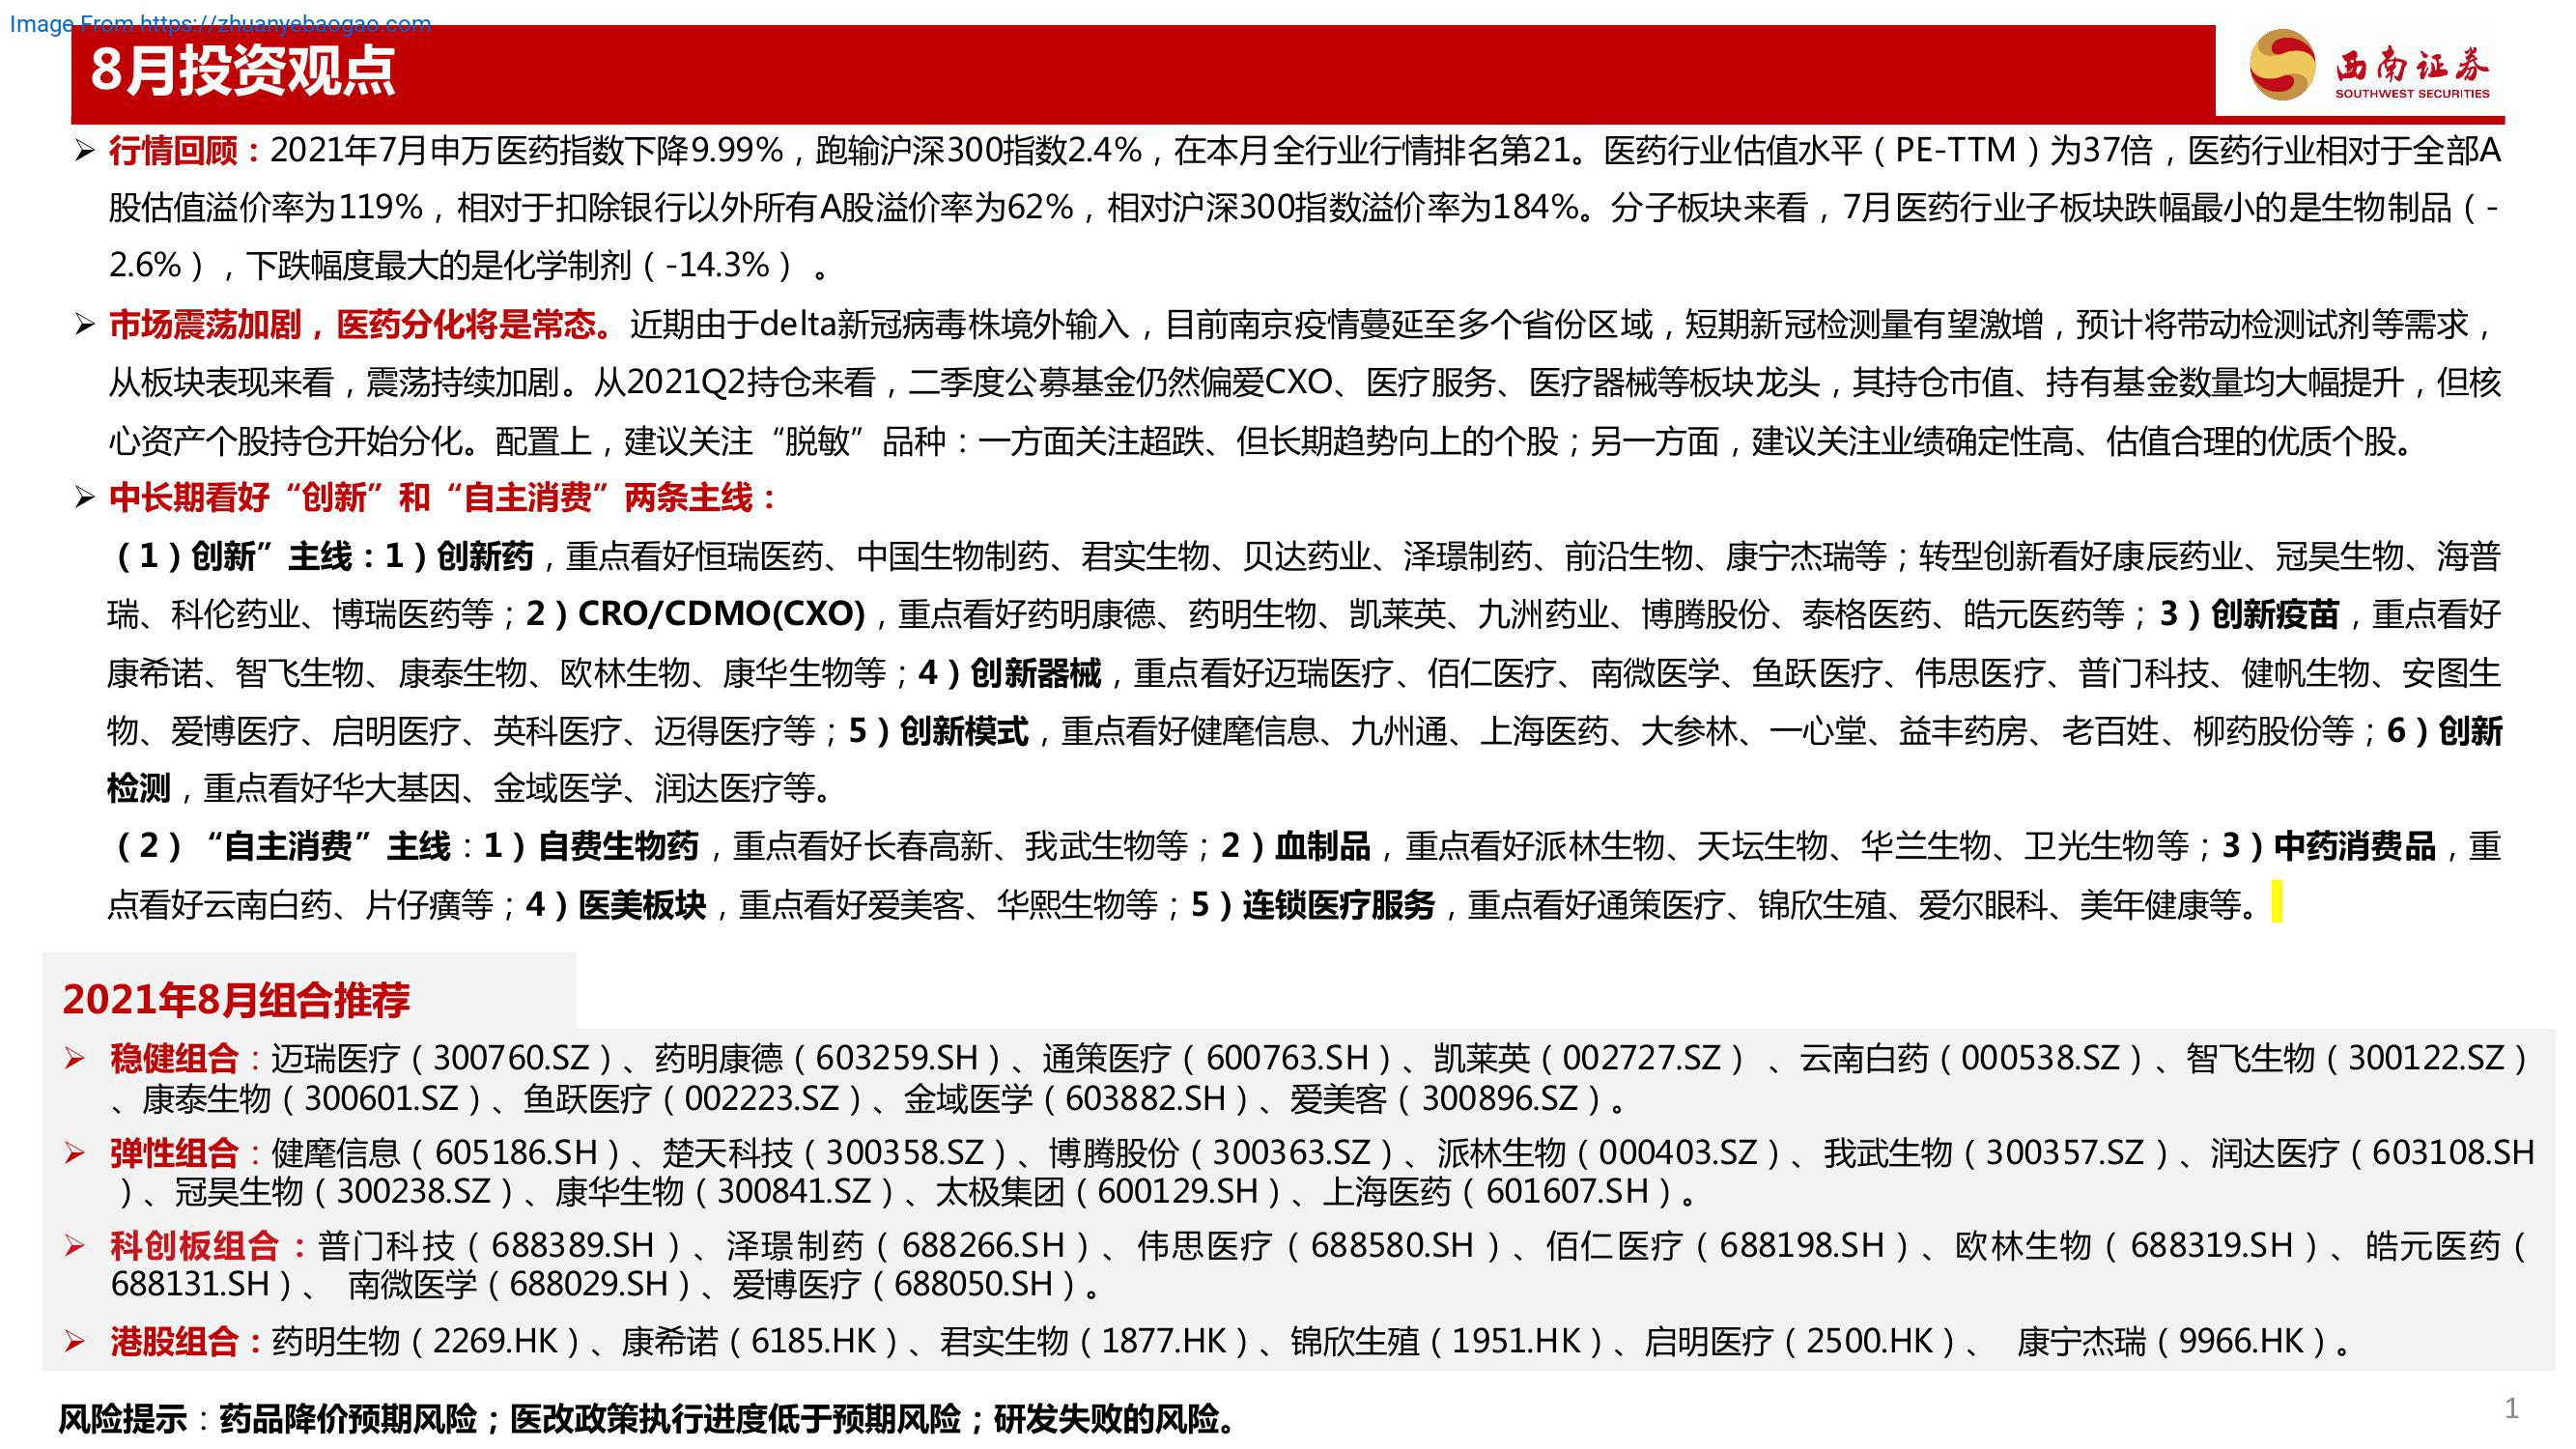 Image From https://zhuanyebaogao.com
8月投资观点
西南证券
SOUTHWEST SECURITIES
➢ 行情回顾：2021年7月申万医药指数下降9.99%，跑输沪深300指数2.4%，在本月全行业行情排名第21。医药行业估值水平（PE-TTM）为37倍，医药行业相对于全部A
股估值溢价率为119%，相对于扣除银行以外所有A股溢价率为62%，相对沪深300指数溢价率为184%。分子板块来看，7月医药行业子板块跌幅最小的是生物制品（-
2.6%），下跌幅度最大的是化学制剂（-14.3%） 。
➢ 市场震荡加剧，医药分化将是常态。近期由于delta新冠病毒株境外输入，目前南京疫情蔓延至多个省份区域，短期新冠检测量有望激增，预计将带动检测试剂等需求，
从板块表现来看，震荡持续加剧。从2021Q2持仓来看，二季度公募基金仍然偏爱CXO、医疗服务、医疗器械等板块龙头，其持仓市值、持有基金数量均大幅提升，但核
心资产个股持仓开始分化。配置上，建议关注“脱敏”品种：一方面关注超跌、但长期趋势向上的个股；另一方面，建议关注业绩确定性高、估值合理的优质个股。
➢ 中长期看好“创新”和“自主消费”两条主线：
（1）创新”主线：1）创新药，重点看好恒瑞医药、中国生物制药、君实生物、贝达药业、泽璟制药、前沿生物、康宁杰瑞等；转型创新看好康辰药业、冠昊生物、海普
瑞、科伦药业、博瑞医药等；2）CRO/CDMO(CXO)，重点看好药明康德、药明生物、凯莱英、九洲药业、博腾股份、泰格医药、皓元医药等；3）创新疫苗，重点看好
康希诺、智飞生物、康泰生物、欧林生物、康华生物等；4）创新器械，重点看好迈瑞医疗、佰仁医疗、南微医学、鱼跃医疗、伟思医疗、普门科技、健帆生物、安图生
物、爱博医疗、启明医疗、英科医疗、迈得医疗等；5）创新模式，重点看好健麾信息、九州通、上海医药、大参林、一心堂、益丰药房、老百姓、柳药股份等；6）创新
检测，重点看好华大基因、金域医学、润达医疗等。
（2）“自主消费”主线：1）自费生物药，重点看好长春高新、我武生物等；2）血制品，重点看好派林生物、天坛生物、华兰生物、卫光生物等；3）中药消费品，重
点看好云南白药、片仔癀等；4）医美板块，重点看好爱美客、华熙生物等；5）连锁医疗服务，重点看好通策医疗、锦欣生殖、爱尔眼科、美年健康等。
2021年8月组合推荐
➢ 稳健组合：迈瑞医疗（300760.SZ）、药明康德（603259.SH）、通策医疗（600763.SH）、凯莱英（002727.SZ） 、云南白药（000538.SZ）、智飞生物（300122.SZ）
、康泰生物（300601.SZ）、鱼跃医疗（002223.SZ）、金域医学（603882.SH）、爱美客（300896.SZ）。
➢ 弹性组合：健麾信息（605186.SH）、楚天科技（300358.SZ）、博腾股份（300363.SZ）、派林生物（000403.SZ）、我武生物（300357.SZ）、润达医疗（603108.SH
）、冠昊生物（300238.SZ）、康华生物（300841.SZ）、太极集团（600129.SH）、上海医药（601607.SH）。
➢ 科创板组合：普门科技（688389.SH）、泽璟制药（688266.SH）、伟思医疗（688580.SH）、佰仁医疗（688198.SH）、欧林生物（688319.SH）、皓元医药（
688131.SH）、 南微医学（688029.SH）、爱博医疗（688050.SH）。
➢ 港股组合：药明生物（2269.HK）、康希诺（6185.HK）、君实生物（1877.HK）、锦欣生殖（1951.HK）、启明医疗（2500.HK）、 康宁杰瑞（9966.HK）。
风险提示：药品降价预期风险；医改政策执行进度低于预期风险；研发失败的风险。
1